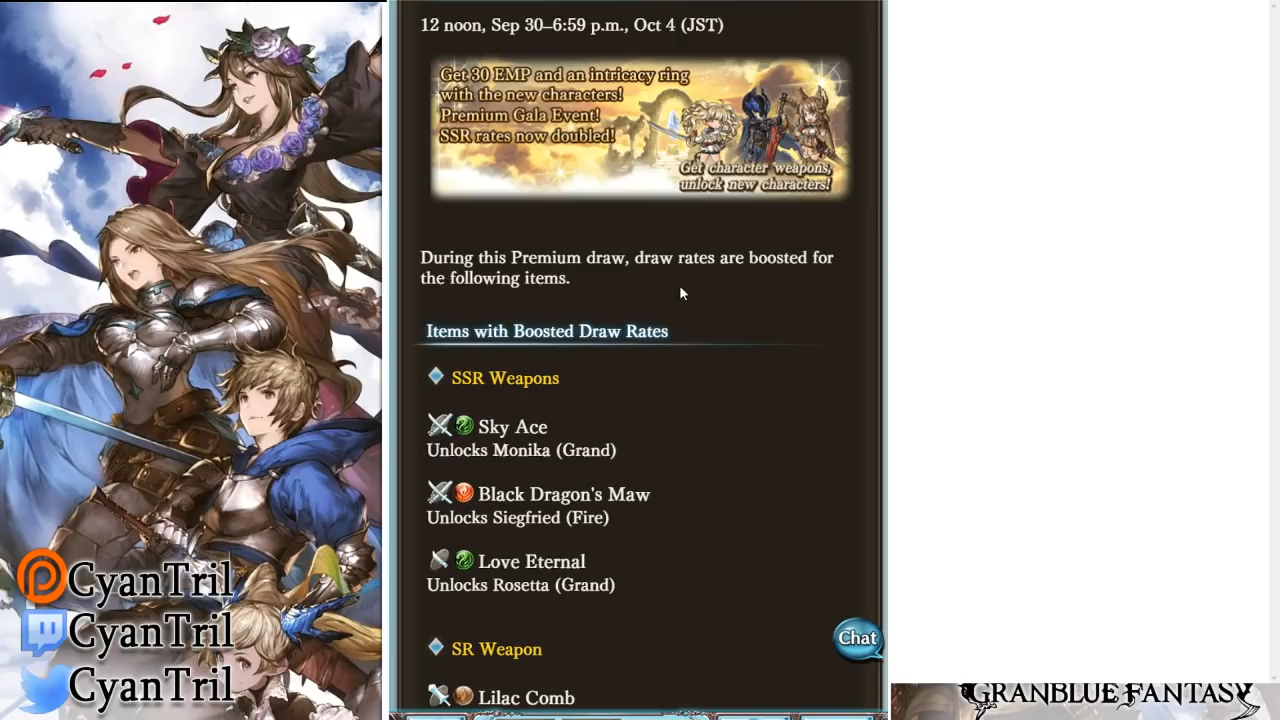 12 noon, Sep 30–6:59 p.m., Oct 4 (JST)
Get 30 EMP and an intricacy ring
with the new characters!
Premium Gala Event!
SSR rates now doubled!
Get character weapons,
unlock new characters!
During this Premium draw, draw rates are boosted for
the following items.
Items with Boosted Draw Rates
SSR Weapons
Sky Ace
Unlocks Monika (Grand)
Black Dragon's Maw
Unlocks Siegfried (Fire)
Love Eternal
Unlocks Rosetta (Grand)
SR Weapon
Lilac Comb
Chat
CyanTril
CyanTril
CyanTril
GRANBLUE FANTASY